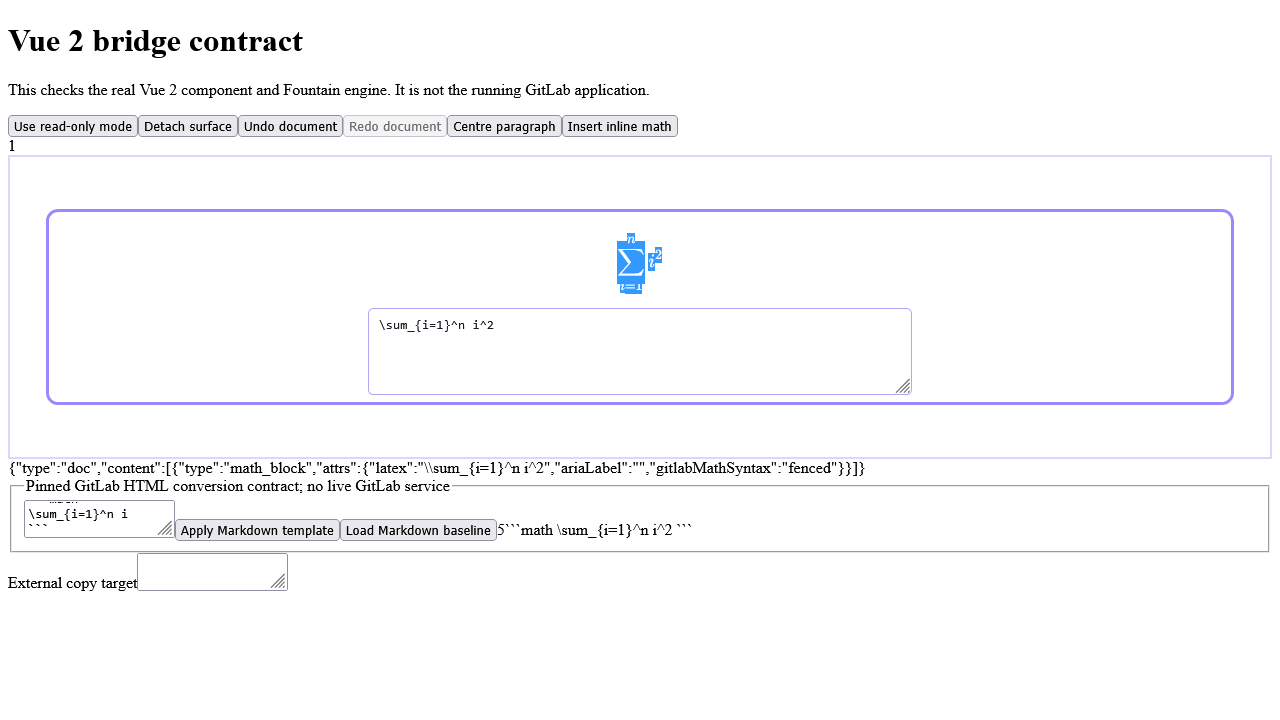 Vue 2 bridge contract
This checks the real Vue 2 component and Fountain engine. It is not the running GitLab application.
Use read-only mode Detach surface Undo document Redo document Centre paragraph Insert inline math
1
n
∑ i2
i=1
\sum_{i=1}^n i^2
{"type":"doc","content":[{"type":"math_block","attrs":{"latex":"\\sum_{i=1}^n i^2","ariaLabel":"","gitlabMathSyntax":"fenced"}}]}
Pinned GitLab HTML conversion contract; no live GitLab service
\sum_{i=1}^n i
```
Apply Markdown template Load Markdown baseline 5```math \sum_{i=1}^n i^2 ```
External copy target